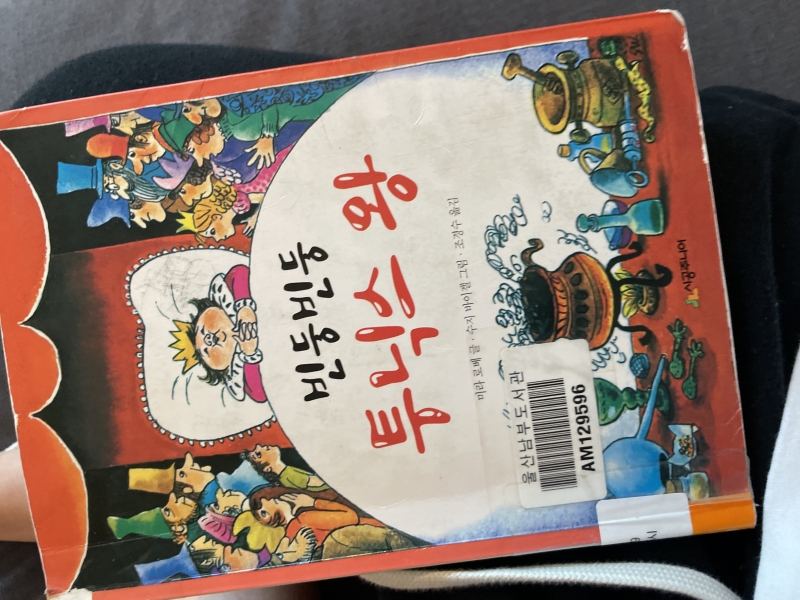 빈둥빈둥
투닉스 왕
미라 로베 글·수지 바이겔 그림·조경수 옮김
울산남부도서관
AM129596
시공주니어